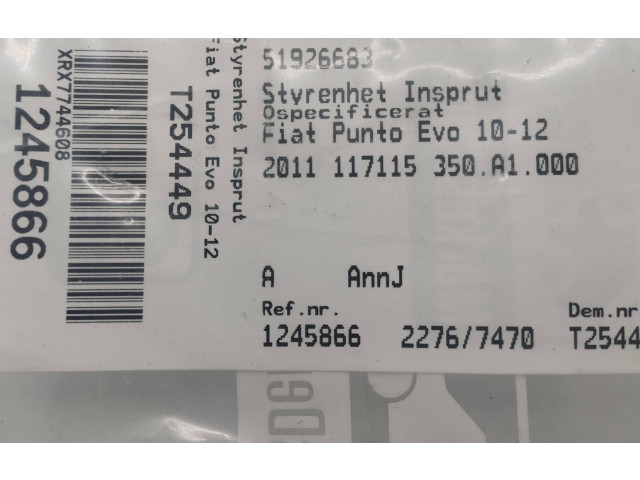 51926683
Styrenhet Insprut
Ospecificerat
Fiat Punto Evo 10-12
2011 117115 350.A1.000
A AnnJ
Ref.nr. Dem.nr
1245866 2276/7470 T2544
Styrenhet Insprut
Fiat Punto Evo 10-12
T254449
XRX7744608
1245866